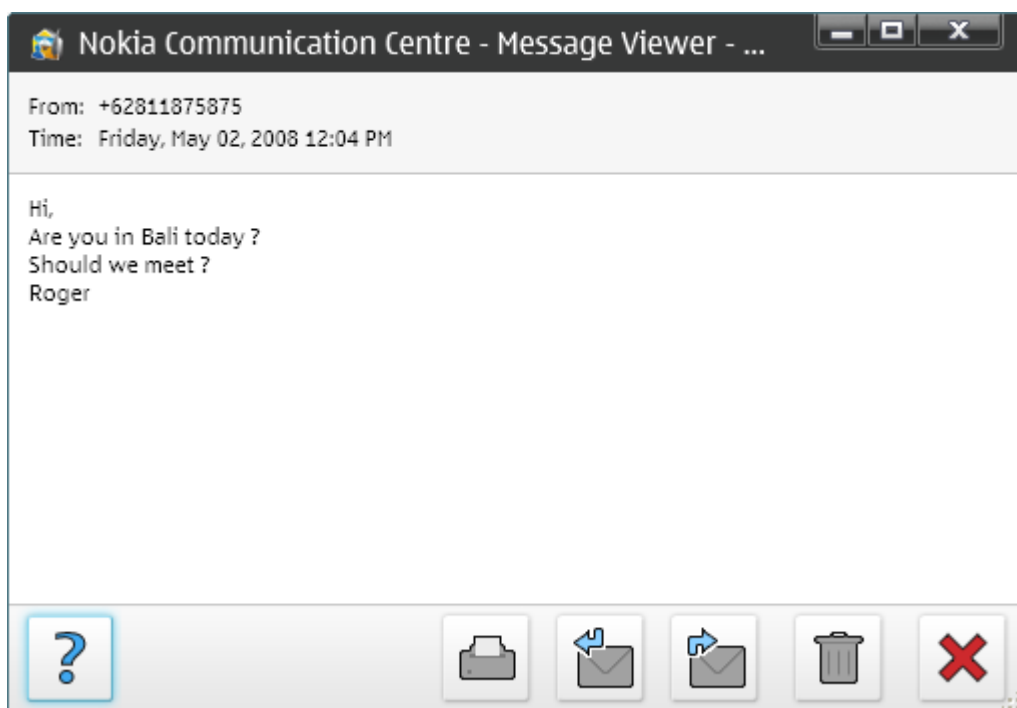 Nokia Communication Centre - Message Viewer - ...
From: +62811875875
Time: Friday, May 02, 2008 12:04 PM
Hi,
Are you in Bali today ?
Should we meet ?
Roger